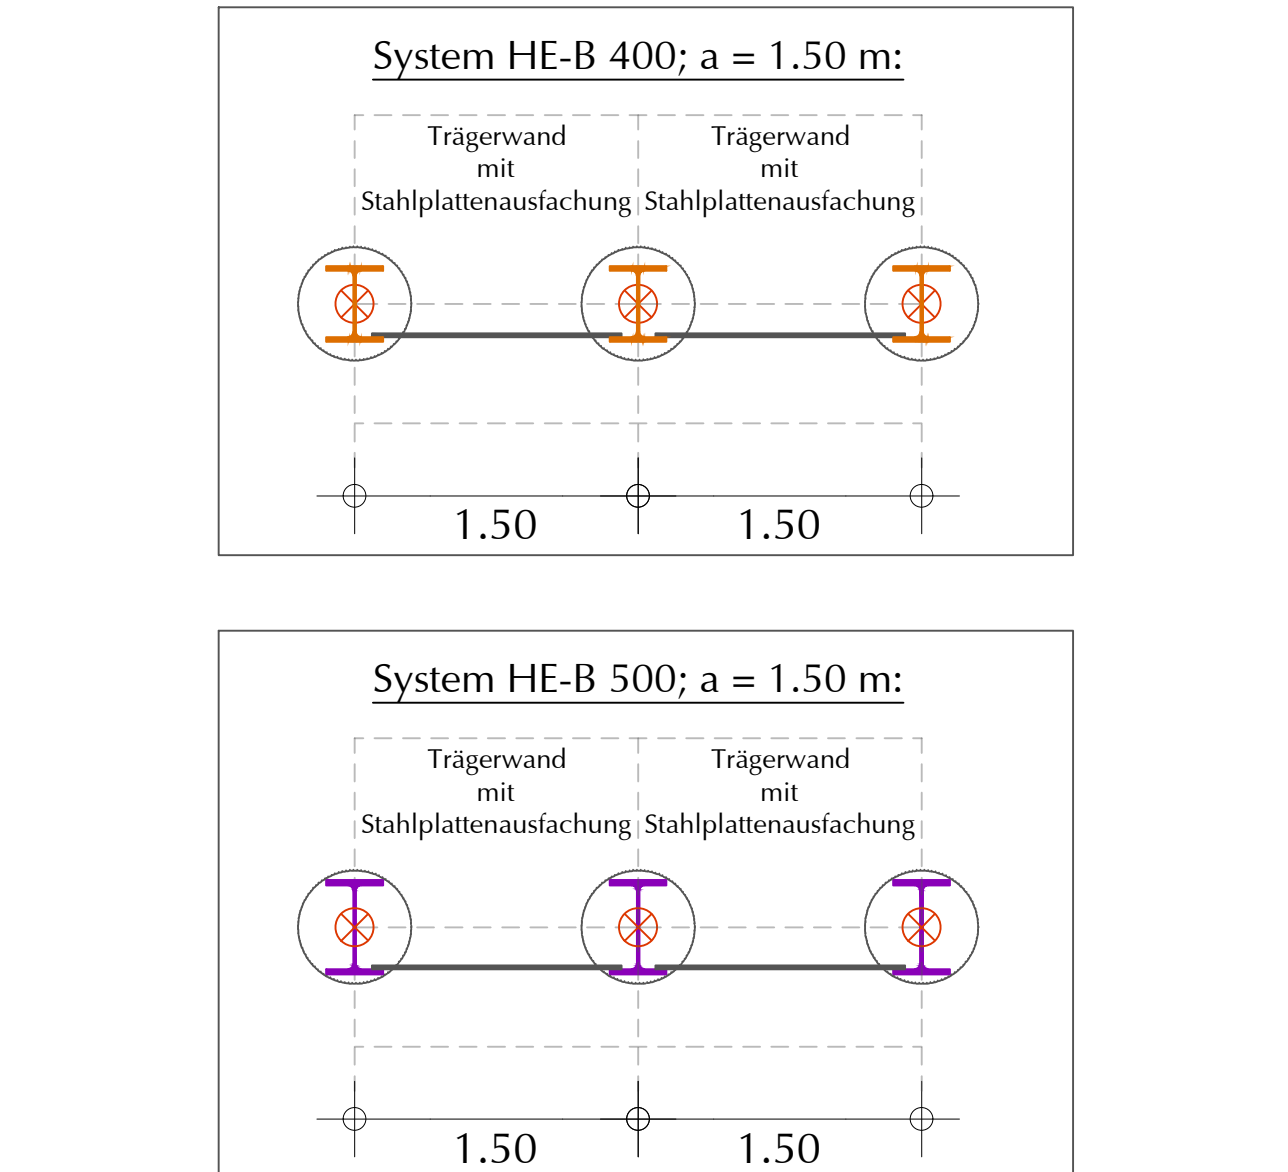 System HE-B 400; a = 1.50 m:
Trägerwand Trägerwand
mit mit
Stahlplattenausfachung Stahlplattenausfachung
1.50 1.50
System HE-B 500; a = 1.50 m:
Trägerwand Trägerwand
mit mit
Stahlplattenausfachung Stahlplattenausfachung
1.50 1.50